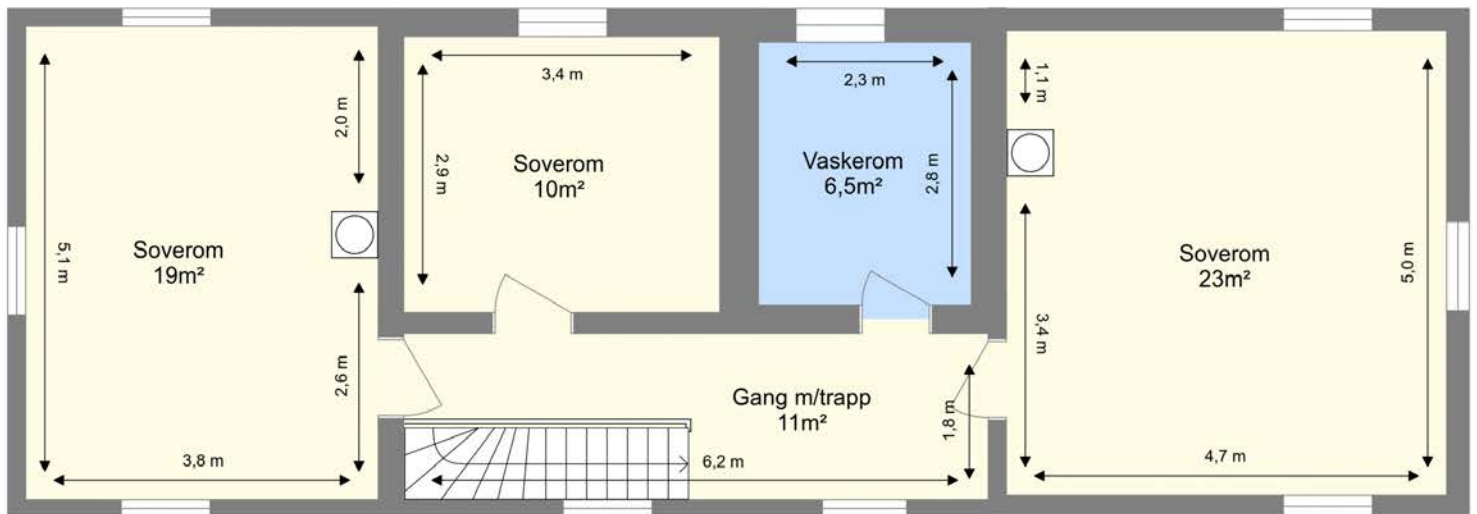 2,0 m
5,1 m
Soverom
19m²
2,9 m
3,8 m
3,4 m
2,9 m
Soverom
10m²
2,3 m
2,8 m
Vaskerom
6,5m²
Gang m/trapp
11m²
1,8 m
6,2 m
1,1 m
Soverom
23m²
5,0 m
3,4 m
4,7 m